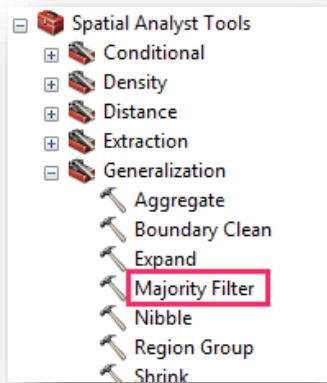 Spatial Analyst Tools
Conditional
Density
Distance
Extraction
Generalization
Aggregate
Boundary Clean
Expand
Majority Filter
Nibble
Region Group
Shrink